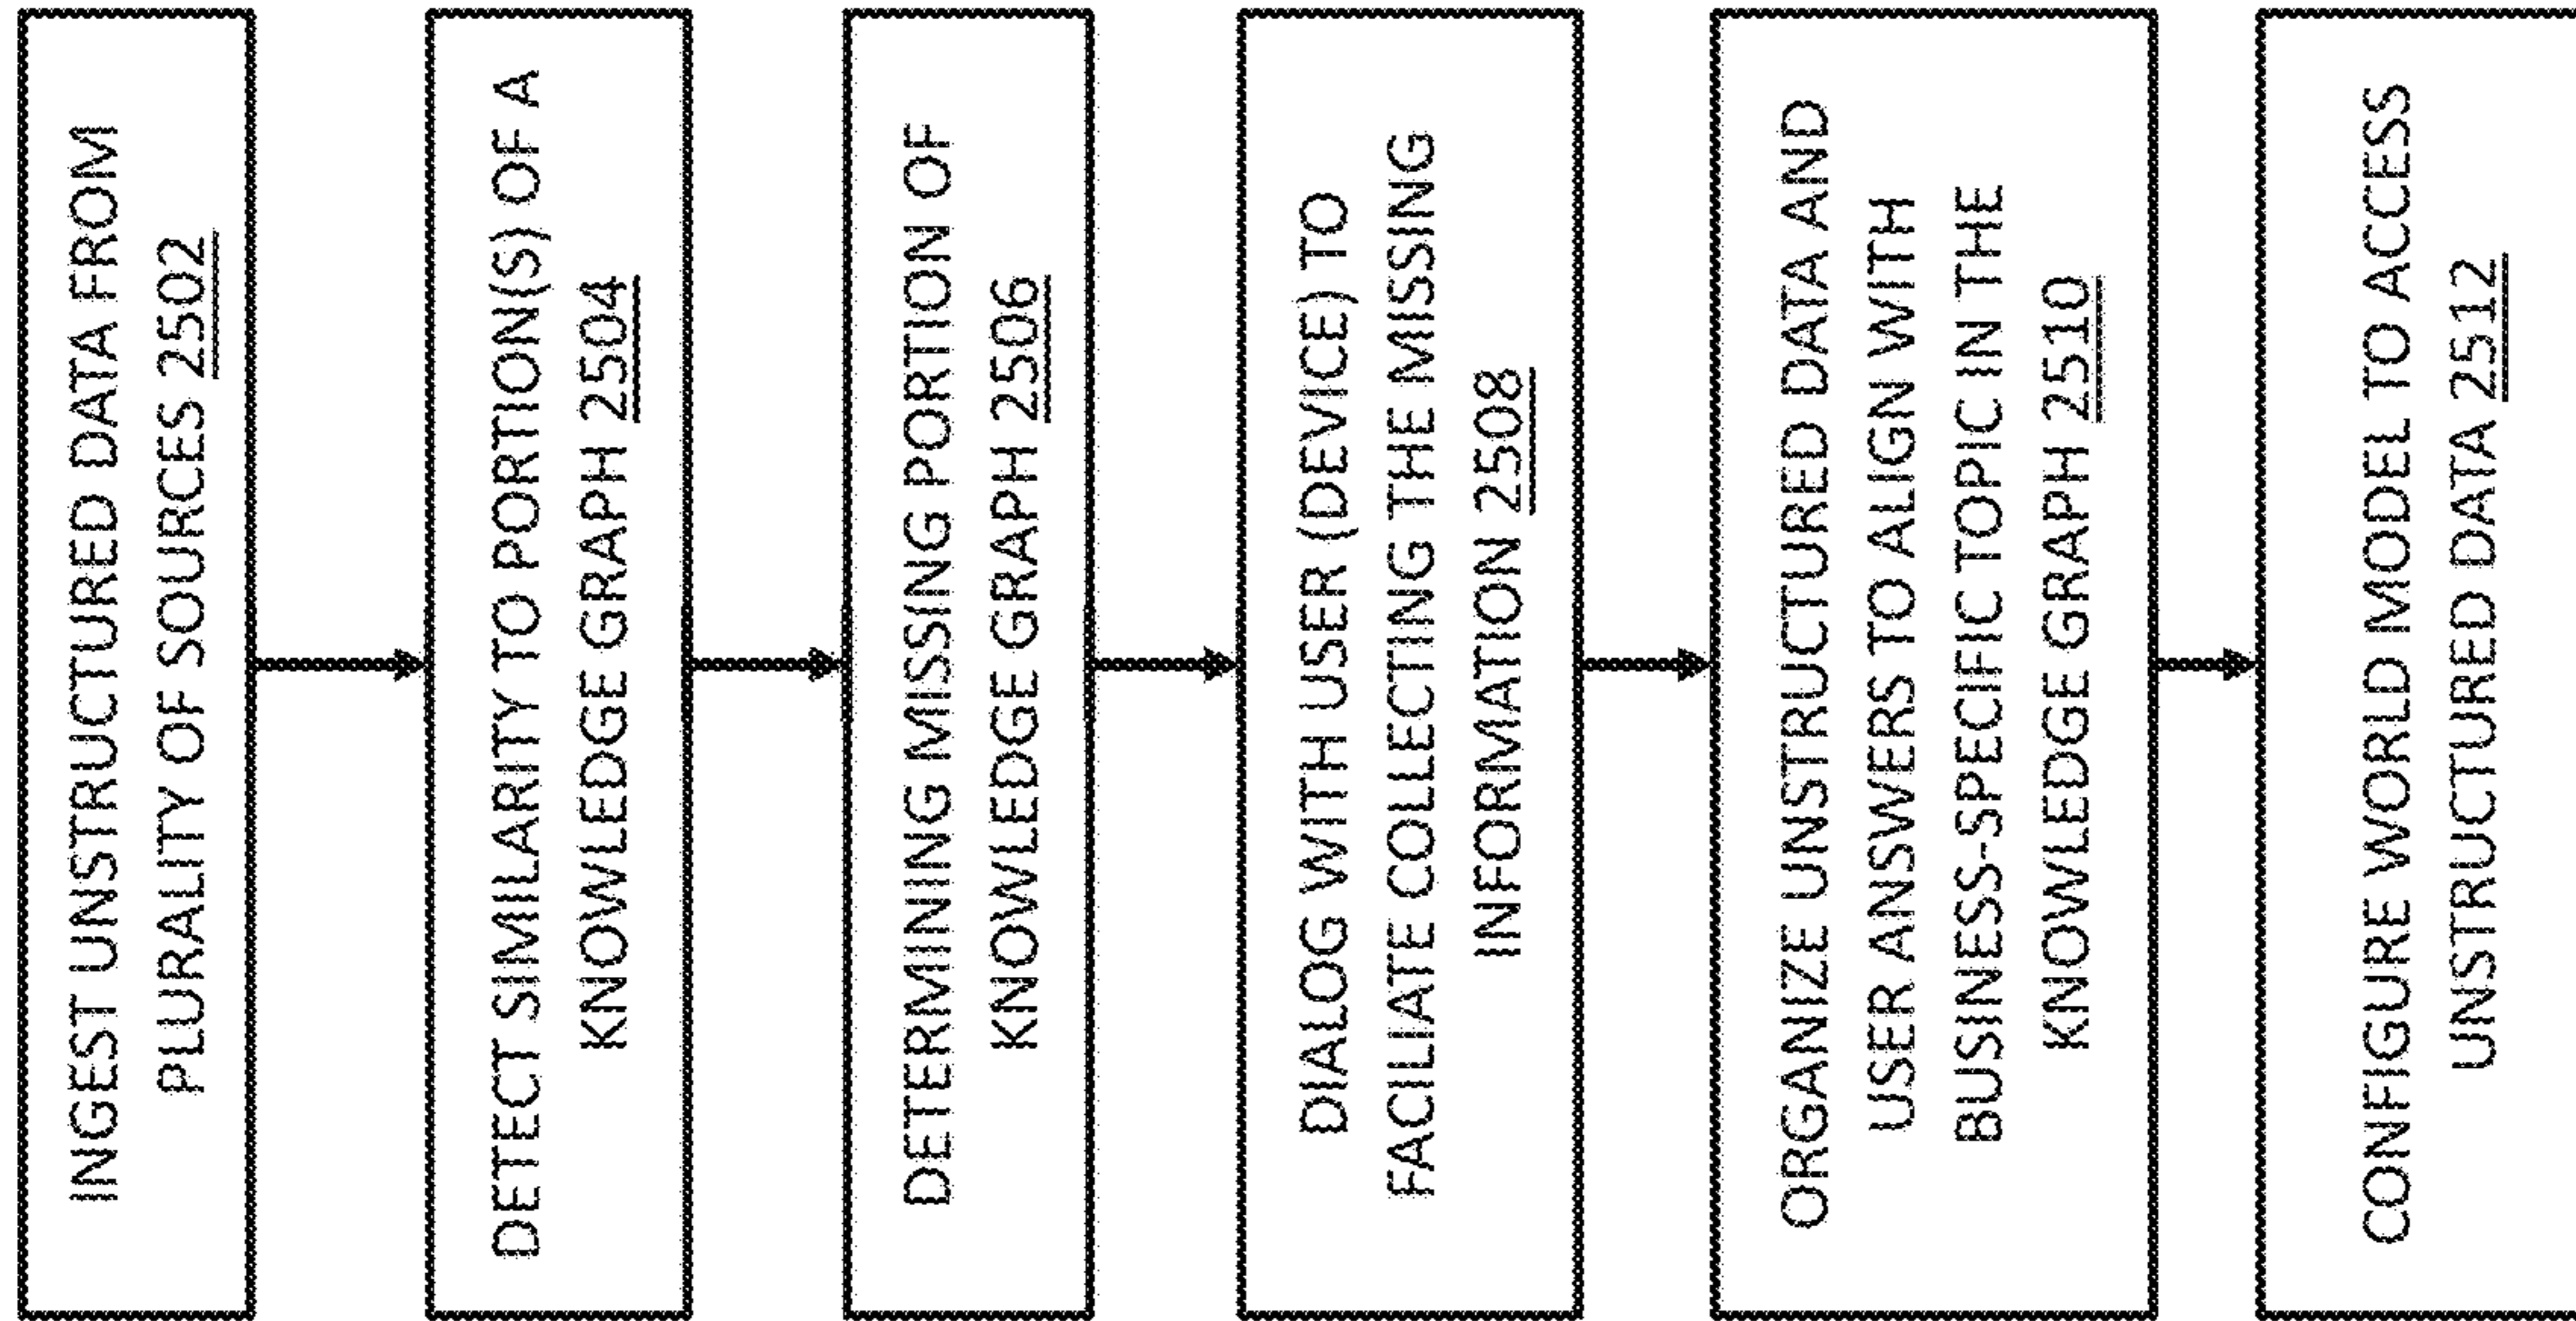 INGEST UNSTRUCTURED DATA FROM
PLURALITY OF SOURCES 2502
DETECT SIMILARITY TO PORTION(S) OF A
KNOWLEDGE GRAPH 2504
DETERMINING MISSING PORTION OF
KNOWLEDGE GRAPH 2506
DIALOG WITH USER (DEVICE) TO
FACILIATE COLLECTING THE MISSING
INFORMATION 2508
ORGANIZE UNSTRUCTURED DATA AND
USER ANSWERS TO ALIGN WITH
BUSINESS-SPECIFIC TOPIC IN THE
KNOWLEDGE GRAPH 2510
CONFIGURE WORLD MODEL TO ACCESS
UNSTRUCTURED DATA 2512